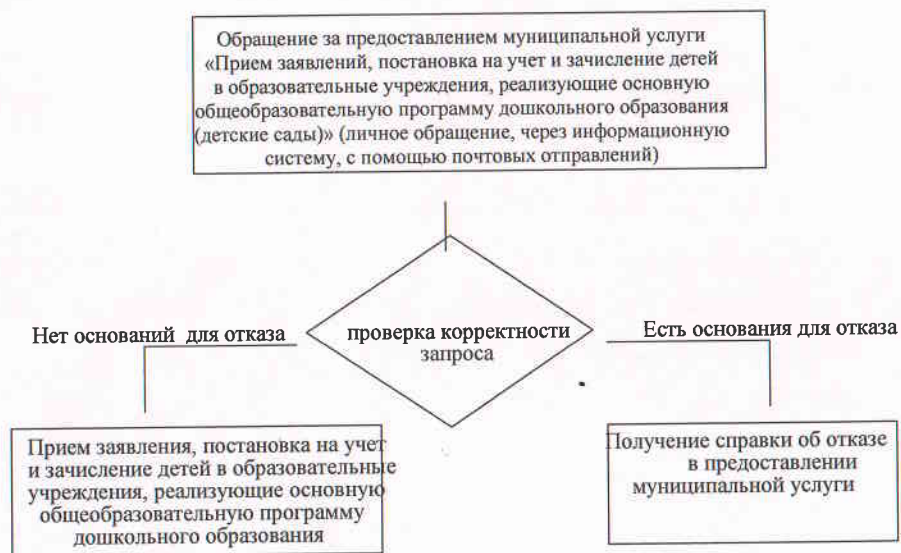 Обращение за предоставлением муниципальной услуги
«Прием заявлений, постановка на учет и зачисление детей
в образовательные учреждения, реализующие основную
общеобразовательную программу дошкольного образования
(детские сады)» (личное обращение, через информационную
систему, с помощью почтовых отправлений)
Нет оснований для отказа
проверка корректности
запроса
Есть основания для отказа
Прием заявления, постановка на учет
и зачисление детей в образовательные
учреждения, реализующие основную
общеобразовательную программу
дошкольного образования
Получение справки об отказе
в предоставлении
муниципальной услуги